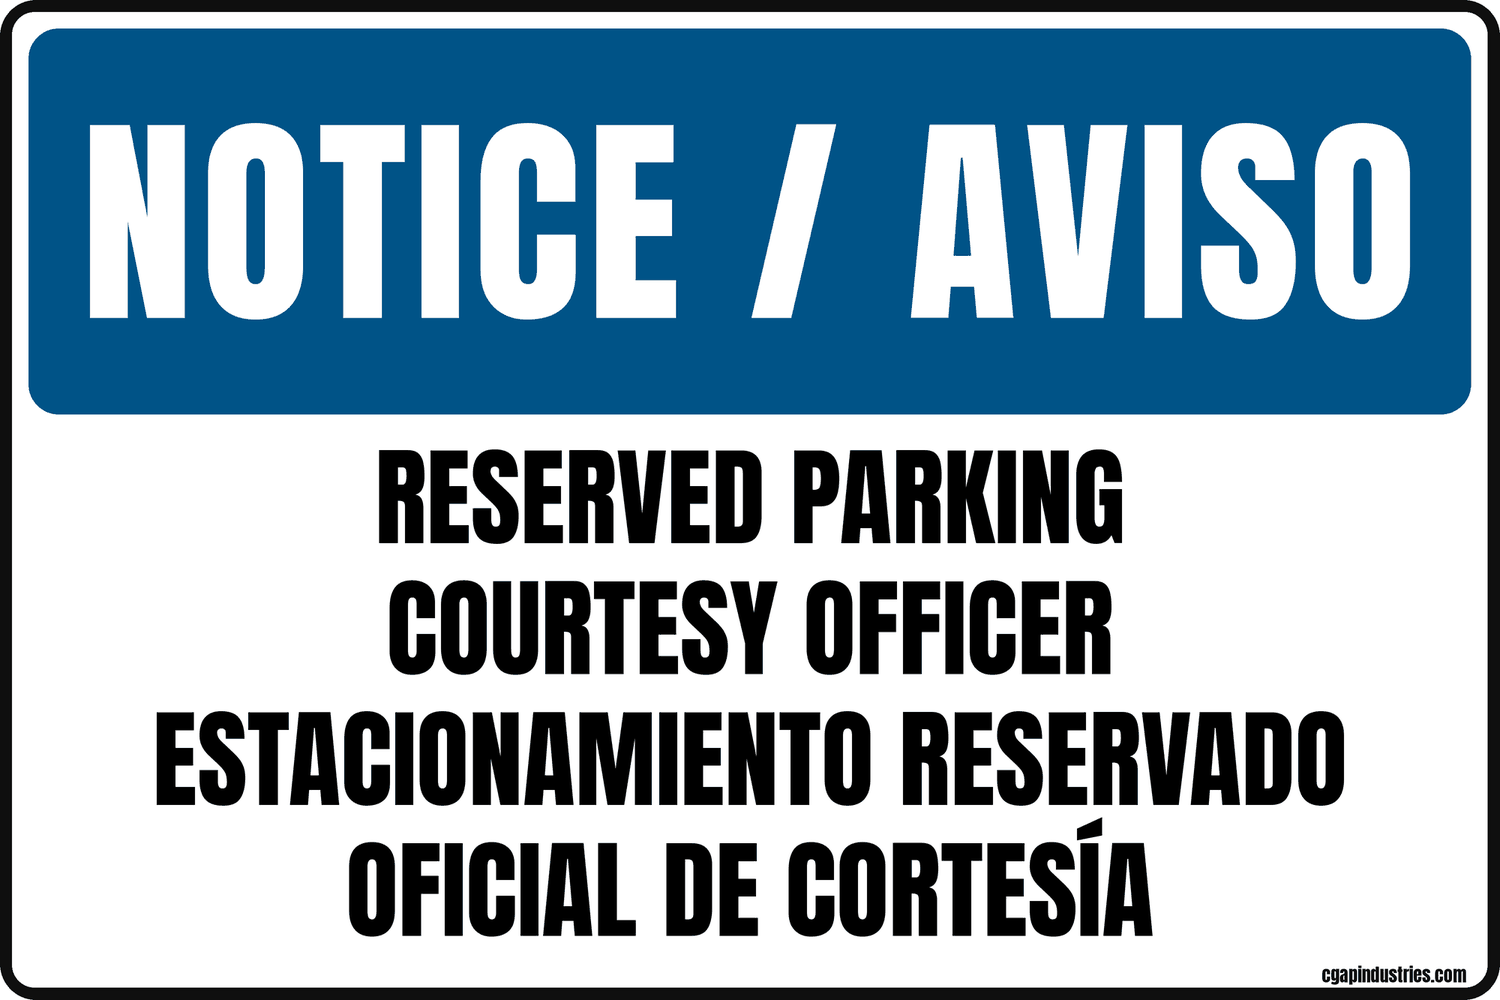 NOTICE / AVISO
RESERVED PARKING
COURTESY OFFICER
ESTACIONAMIENTO RESERVADO
OFICIAL DE CORTESÍA
cgapindustries.com